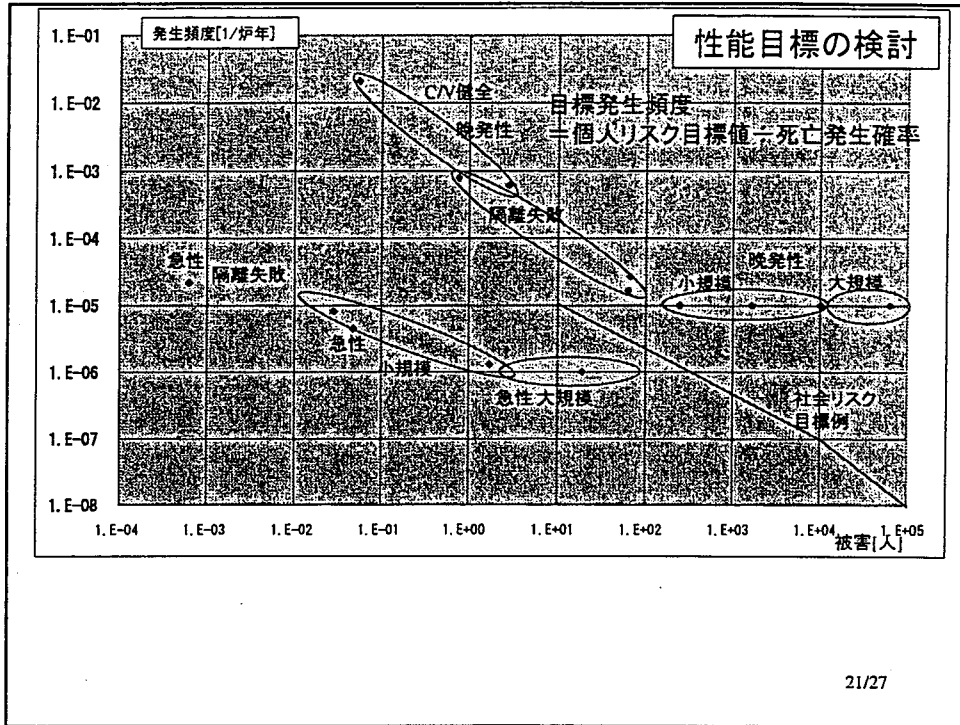 性能目標の検討
発生頻度[1/炉年]
1.E-01
1.E-02
1.E-03
1.E-04
1.E-05
1.E-06
1.E-07
1.E-08
C/V健全
晩発性
目標発生頻度
=個人リスク目標値÷死亡発生確率
隔離失敗
急性
隔離失敗
晩発性
小規模
大規模
急性
小規模
急性 大規模
社会リスク
目標例
1.E-04
1.E-03
1.E-02
1.E-01
1.E+00
1.E+01
1.E+02
1.E+03
1.E+04
1.E+05
被害[人]
21/27